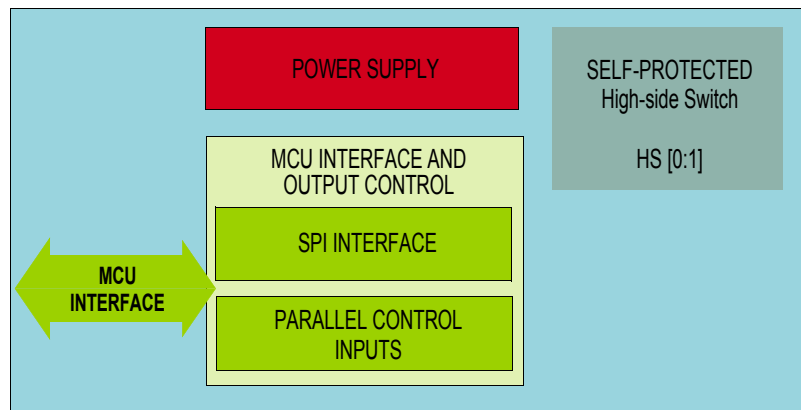 POWER SUPPLY
SELF-PROTECTED
High-side Switch
HS [0:1]
MCU INTERFACE AND
OUTPUT CONTROL
SPI INTERFACE
MCU
INTERFACE
PARALLEL CONTROL
INPUTS